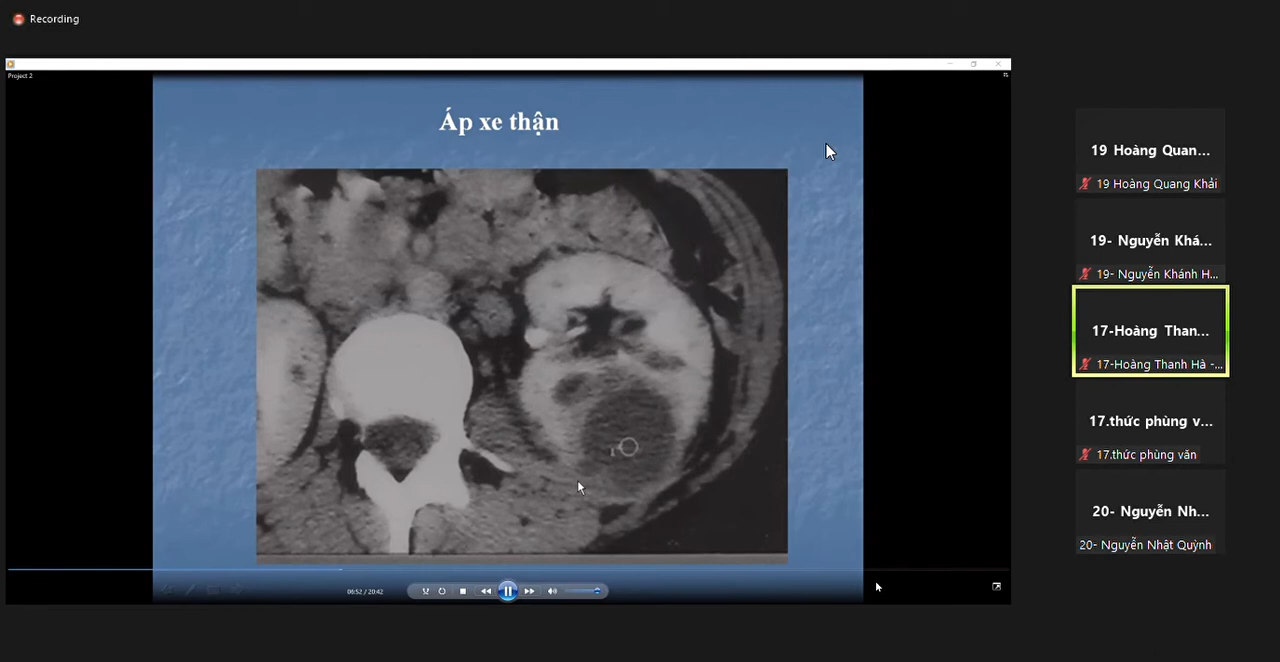 Recording
Project 2
Áp xe thận
1
06:52 / 20:42
19 Hoàng Quan...
19 Hoàng Quang Khải
19- Nguyễn Khá...
19- Nguyễn Khánh H...
17-Hoàng Than...
17-Hoàng Thanh Hà -...
17.thức phùng v...
17.thức phùng văn
20- Nguyễn Nh...
20- Nguyễn Nhật Quỳnh